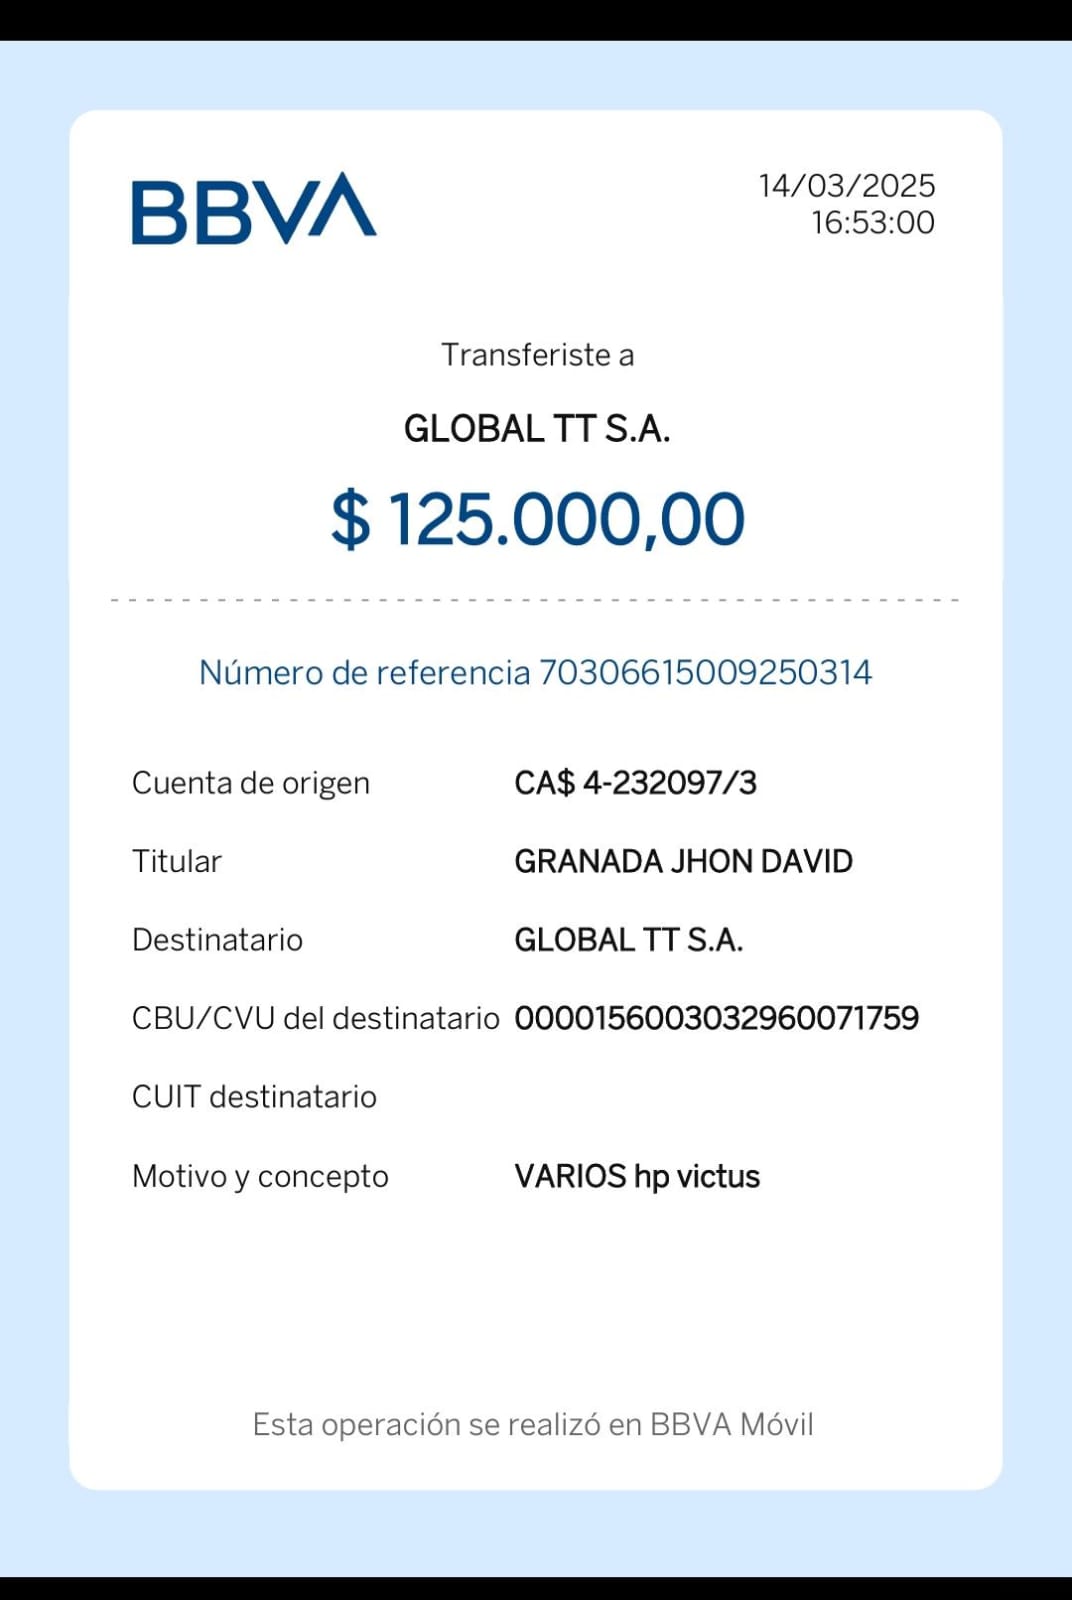 BBVA
14/03/2025
16:53:00
Transferiste a
GLOBAL TT S.A.
$ 125.000,00
Número de referencia 70306615009250314
Cuenta de origen CA$ 4-232097/3
Titular GRANADA JHON DAVID
Destinatario GLOBAL TT S.A.
CBU/CVU del destinatario 0000156003032960071759
CUIT destinatario
Motivo y concepto VARIOS hp victus
Esta operación se realizó en BBVA Móvil